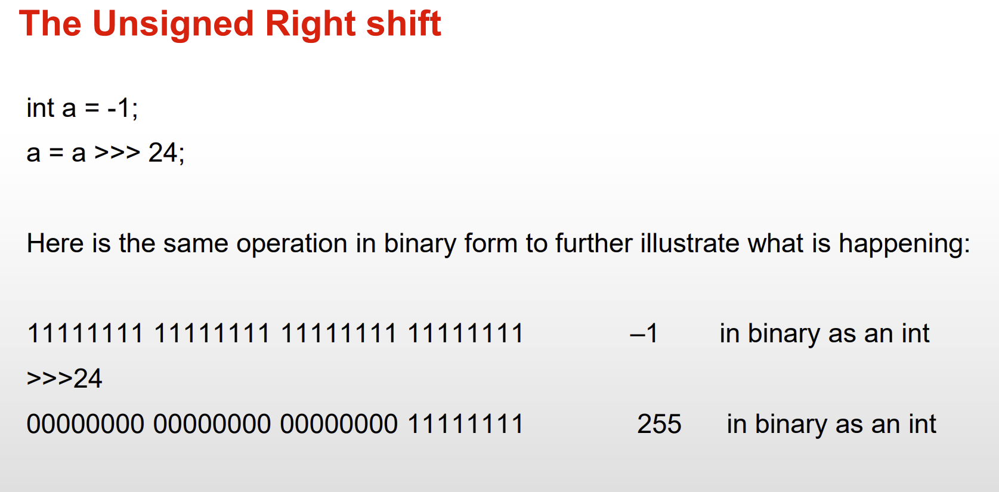 The Unsigned Right shift
int a = -1;
a = a >>> 24;
Here is the same operation in binary form to further illustrate what is happening:
11111111 11111111 11111111 11111111 –1 in binary as an int
>>>24
00000000 00000000 00000000 11111111 255 in binary as an int